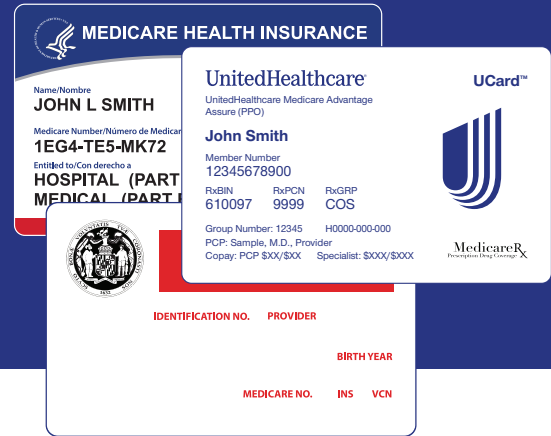 MEDICARE HEALTH INSURANCE
Name/Nombre
JOHN L SMITH
Medicare Number/Número de Medicar
1EG4-TE5-MK72
Entitled to/Con derecho a
HOSPITAL (PART
MEDICAL (PART
UnitedHealthcare
UCard™
UnitedHealthcare Medicare Advantage
Assure (PPO)
John Smith
Member Number
12345678900
RxBIN RxPCN RxGRP
610097 9999 COS
Group Number: 12345 H0000-000-000
PCP: Sample, M.D., Provider
Copay: PCP $XX/$XX Specialist: $XXX/$XXX
MedicareRx
Prescription Drug Coverage X
IDENTIFICATION NO. PROVIDER
BIRTH YEAR
MEDICARE NO. INS VCN